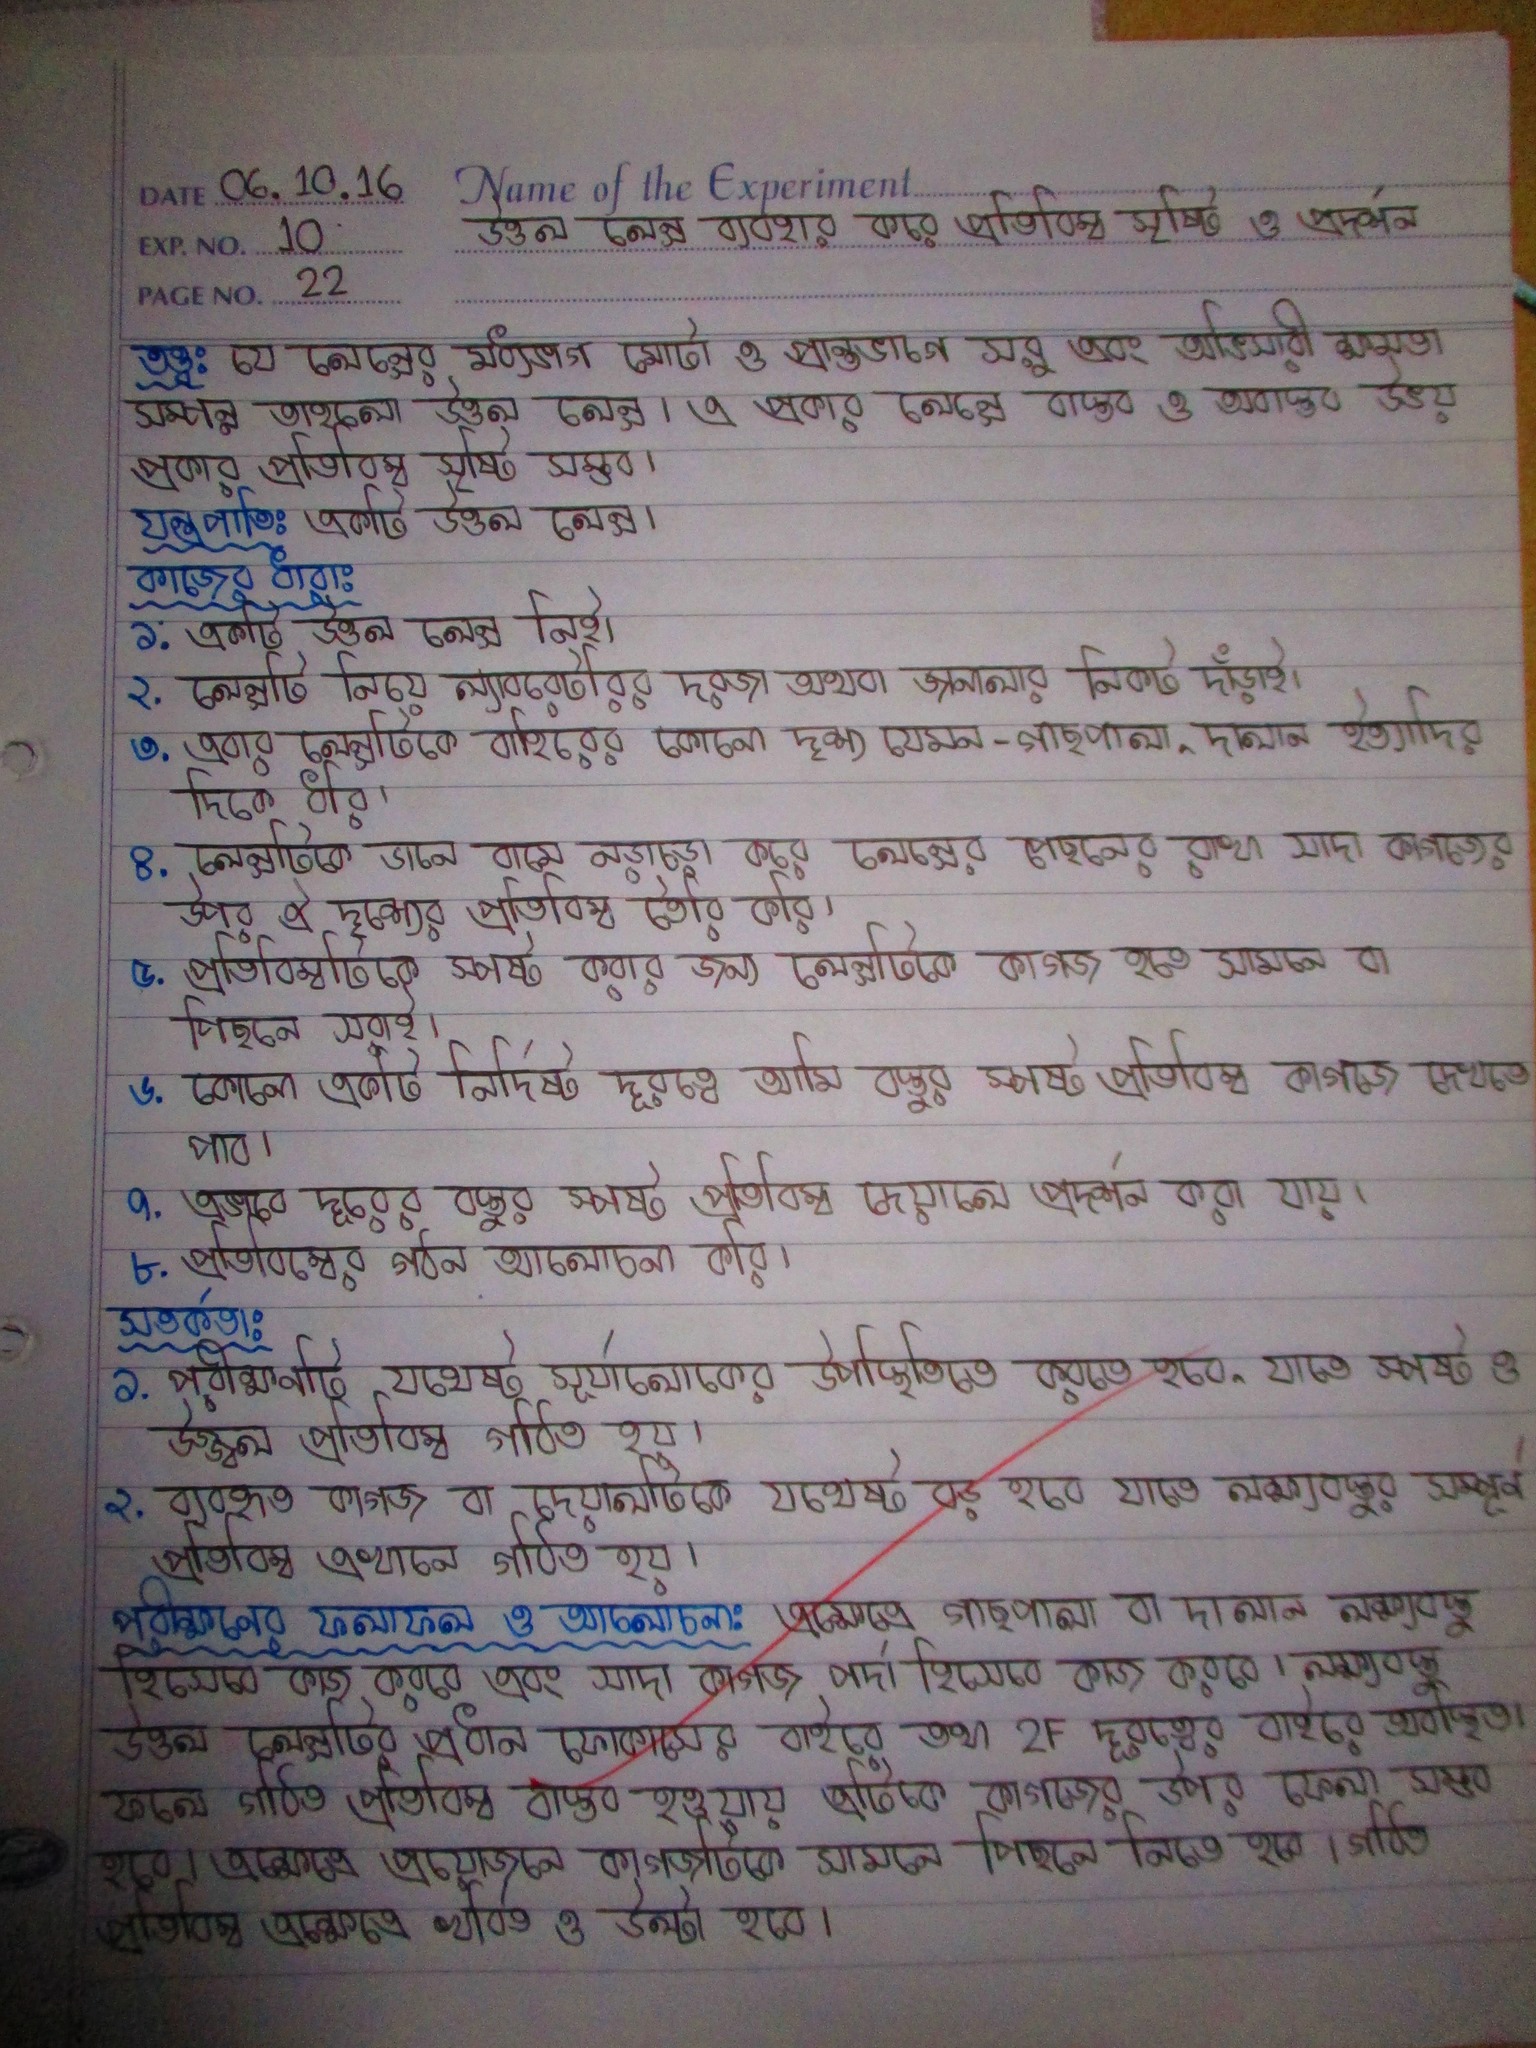 DATE 06.10.16 Name of the Experiment
EXP. NO. 10 উত্তল লেন্স ব্যবহার করে প্রতিবিম্ব সৃষ্টি ও প্রদর্শন
PAGE NO. 22
তত্ত্ব: যে লেন্সের মধ্যভাগ মোটা ও প্রান্তভাগে সরু এবং অভিসারী ক্ষমতা
সম্পন্ন তাহলো উত্তল লেন্স। এ প্রকার লেন্সে বাস্তব ও অবাস্তব উভয়
প্রকার প্রতিবিম্ব সৃষ্টি সম্ভব।
যন্ত্রপাতি: একটি উত্তল লেন্স।
কাজের ধারা:
১. একটি উত্তল লেন্স নিই।
২. লেন্সটি নিয়ে ল্যাবরেটরির দরজা অথবা জানালার নিকটে দাঁড়াই।
৩. এবার লেন্সটিকে বাহিরের কোনো দৃশ্য যেমন-গাছপালা, দালান ইত্যাদির
দিকে ধরি।
৪. লেন্সটিকে ডানে বামে নড়াচড়া করে লেন্সের পেছনের রাখা সাদা কাগজের
উপর ঐ দৃশ্যের প্রতিবিম্ব তৈরি করি।
৫. প্রতিবিম্বটিকে স্পষ্ট করার জন্য লেন্সটিকে কাগজ হতে সামনে বা
পিছনে সরাই।
৬. কোনো একটি নির্দিষ্ট দূরত্বে আমি বস্তুর স্পষ্ট প্রতিবিম্ব কাগজে দেখতে
পাব।
৭. এভাবে দূরের বস্তুর স্পষ্ট প্রতিবিম্ব দেয়ালে প্রদর্শন করা যায়।
৮. প্রতিবিম্বের গঠন আলোচনা করি।
সতর্কতা:
১. পরীক্ষণটি যথেষ্ট সূর্যালোকের উপস্থিতিতে করতে হবে, যাতে স্পষ্ট ও
উজ্জ্বল প্রতিবিম্ব গঠিত হয়।
২. ব্যবহৃত কাগজ বা দেয়ালটিকে যথেষ্ট বড় হবে যাতে লক্ষ্যবস্তুর সম্পূর্ন
প্রতিবিম্ব এখানে গঠিত হয়।
পরীক্ষণের ফলাফল ও আলোচনা: এক্ষেত্রে গাছপালা বা দালান লক্ষ্যবস্তু
হিসেবে কাজ করবে এবং সাদা কাগজ পর্দা হিসেবে কাজ করবে। লক্ষ্যবস্তু
উত্তল লেন্সটির প্রধান ফোকাসের বাইরে তথা 2F দূরত্বের বাইরে অবস্থিত।
ফলে গঠিত প্রতিবিম্ব বাস্তব হওয়ায় এটিকে কাগজের উপর ফেলা সম্ভব
হবে। এক্ষেত্রে প্রয়োজনে কাগজটিকে সামনে পিছনে নিতে হবে। গঠিত
প্রতিবিম্ব এক্ষেত্রে খর্বিত ও উল্টা হবে।